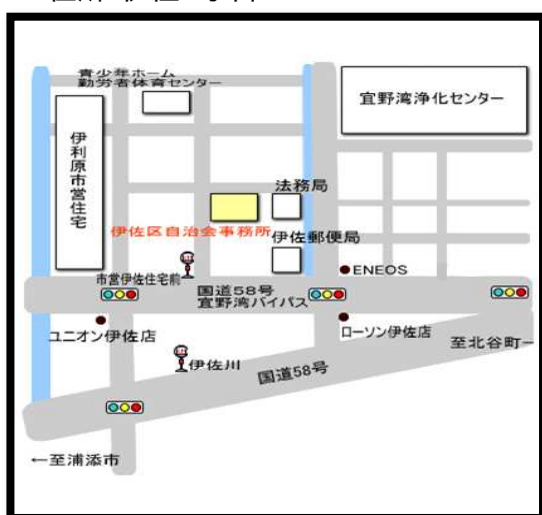 青少年ホーム
勤労者体育センター
宜野湾浄化センター
伊利原市営住宅
法務局
伊佐区自治会事務所
伊佐郵便局
市営伊佐住宅前
ENEOS
国道58号
宜野湾バイパス
ユニオン伊佐店
ローソン伊佐店
至北谷町ー
伊佐川
国道58号
←至浦添市